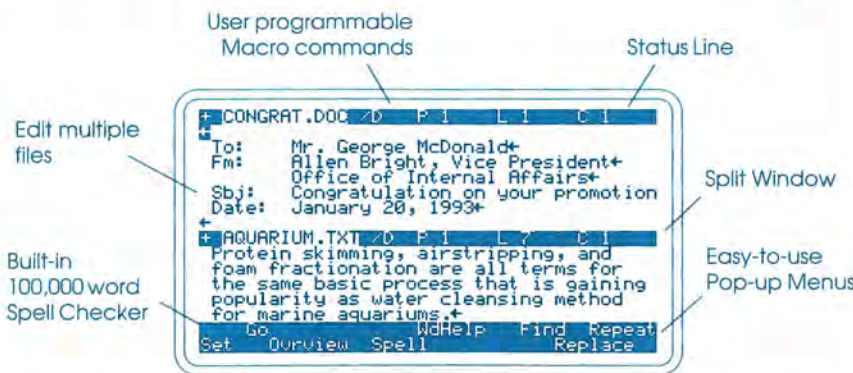 User programmable
Macro commands
Status Line
+ CONGRAT.DOC /D P 1 L 1 C 1
←
To: Mr. George McDonald←
Fm: Allen Bright, Vice President←
Office of Internal Affairs←
Sbj: Congratulation on your promotion
Date: January 20, 1993←
←
Edit multiple
files
Split Window
+ AQUARIUM.TXT /D P 1 L 7 C 1
Protein skimming, airstripping, and
foam fractionation are all terms for
the same basic process that is gaining
popularity as water cleansing method
for marine aquariums.←
Built-in
100,000 word
Spell Checker
Easy-to-use
Pop-up Menus
Go WdHelp Find Repeat
Set Ovrview Spell Replace